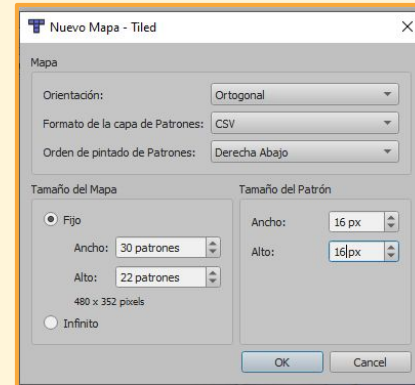 Nuevo Mapa - Tiled
Mapa
Orientación: Ortogonal
Formato de la capa de Patrones: CSV
Orden de pintado de Patrones: Derecha Abajo
Tamaño del Mapa
Fijo
Ancho: 30 patrones
Alto: 22 patrones
480 x 352 pixels
Infinito
Tamaño del Patrón
Ancho: 16 px
Alto: 16 px
OK Cancel